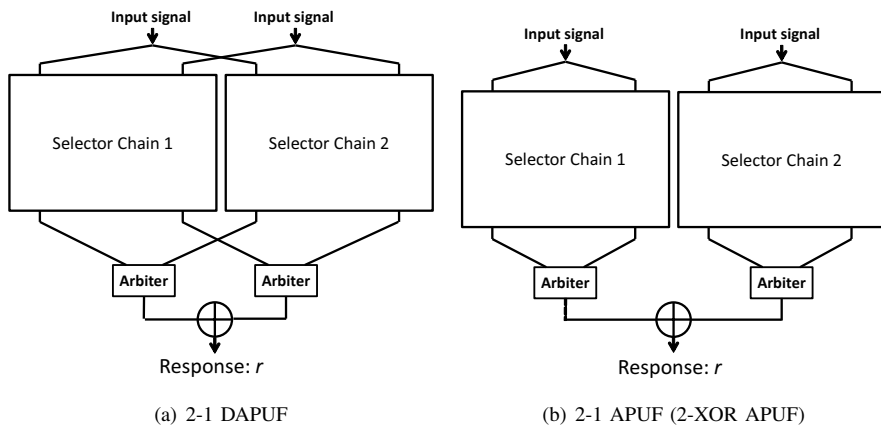 Input signal Input signal
Selector Chain 1 Selector Chain 2
Arbiter Arbiter
Response: r
(a) 2-1 DAPUF
Input signal Input signal
Selector Chain 1 Selector Chain 2
Arbiter Arbiter
Response: r
(b) 2-1 APUF (2-XOR APUF)